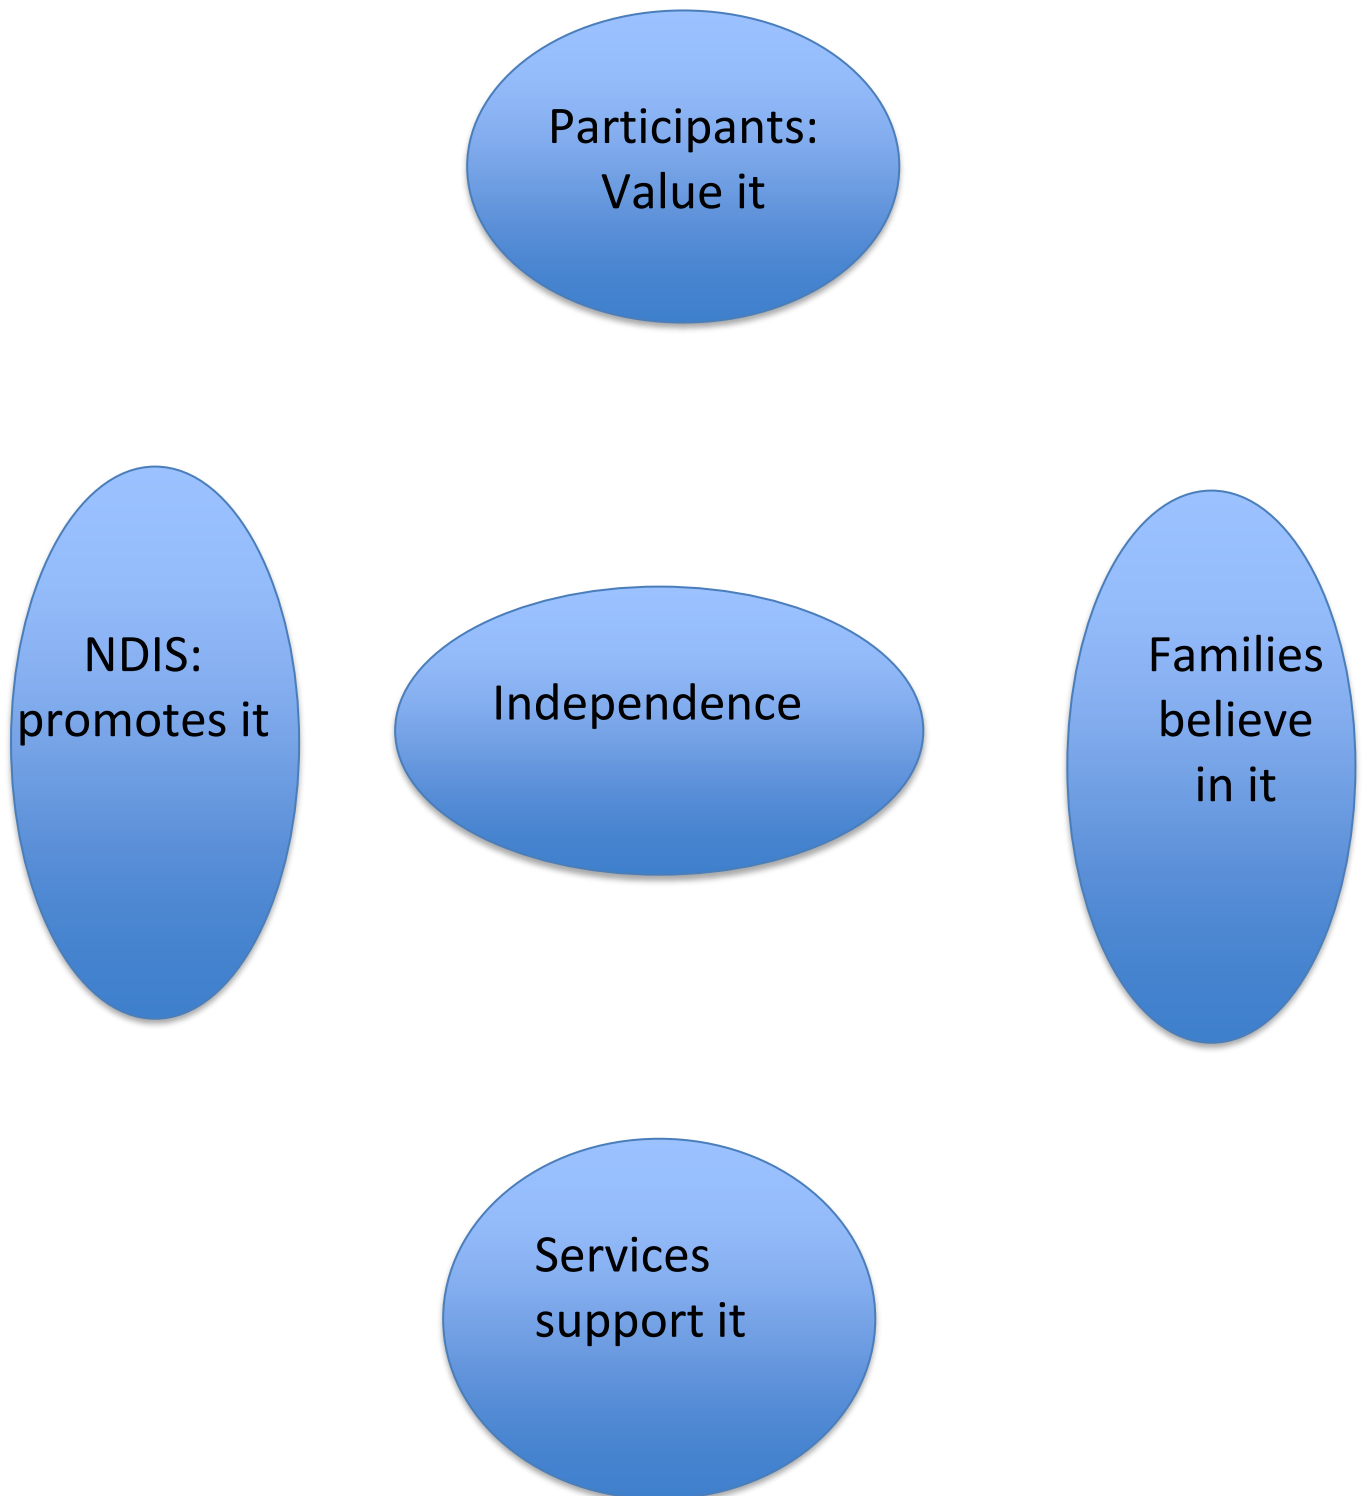 Participants:
Value it
NDIS:
promotes it
Independence
Families
believe
in it
Services
support it